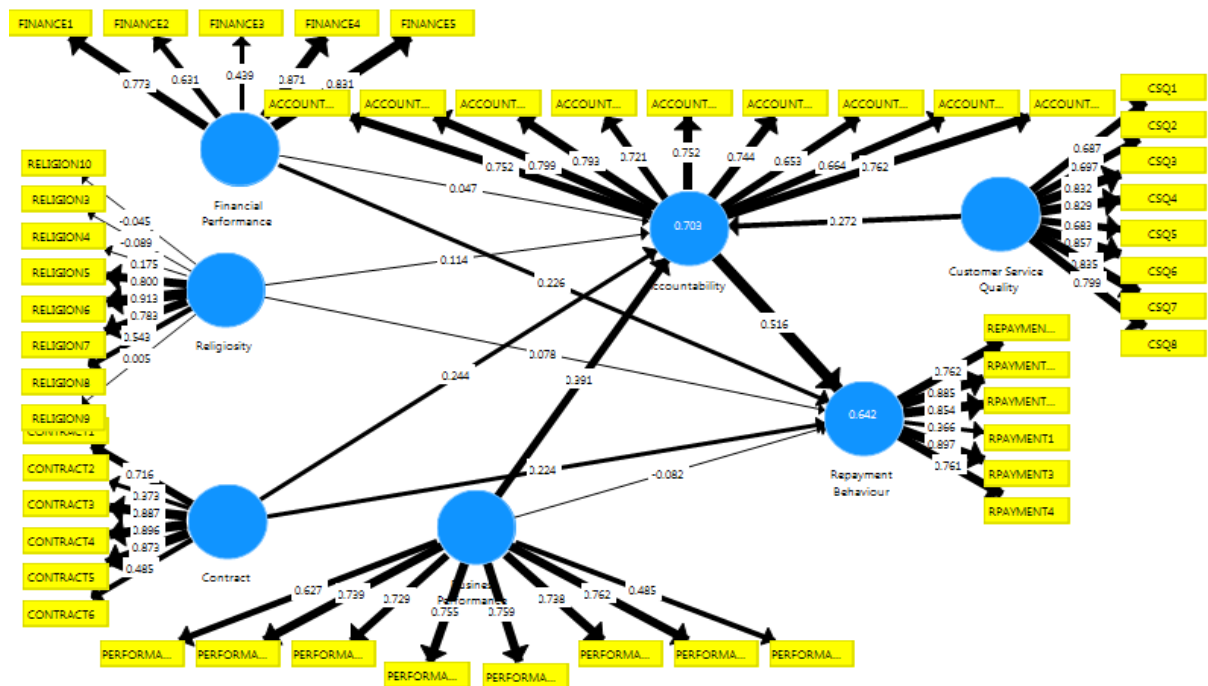 FINANCE1
FINANCE2
FINANCE3
FINANCE4
FINANCE5
0.773
0.631
0.439
0.871
0.831
Financial
Performance
ACCOUNT...
ACCOUNT...
ACCOUNT...
ACCOUNT...
ACCOUNT...
ACCOUNT...
ACCOUNT...
ACCOUNT...
ACCOUNT...
0.752
0.799
0.793
0.721
0.752
0.744
0.653
0.664
0.762
0.703
Accountability
CSQ1
CSQ2
CSQ3
CSQ4
CSQ5
CSQ6
CSQ7
CSQ8
0.687
0.697
0.832
0.829
0.683
0.857
0.835
0.799
Customer Service
Quality
0.272
RELIGION10
RELIGION3
RELIGION4
RELIGION5
RELIGION6
RELIGION7
RELIGION8
RELIGION9
-0.045
-0.089
0.175
0.800
0.913
0.783
0.543
0.005
Religiosity
0.047
0.114
0.226
0.078
0.244
0.391
0.516
0.224
-0.082
CONTRACT1
CONTRACT2
CONTRACT3
CONTRACT4
CONTRACT5
CONTRACT6
0.716
0.373
0.887
0.896
0.873
0.485
Contract
REPAYMEN...
RPAYMENT...
RPAYMENT...
RPAYMENT1
RPAYMENT3
RPAYMENT4
0.762
0.885
0.854
0.366
0.897
0.761
0.642
Repayment
Behaviour
Business
Performance
0.627
0.739
0.729
0.755
0.759
0.738
0.762
0.485
PERFORMA...
PERFORMA...
PERFORMA...
PERFORMA...
PERFORMA...
PERFORMA...
PERFORMA...
PERFORMA...